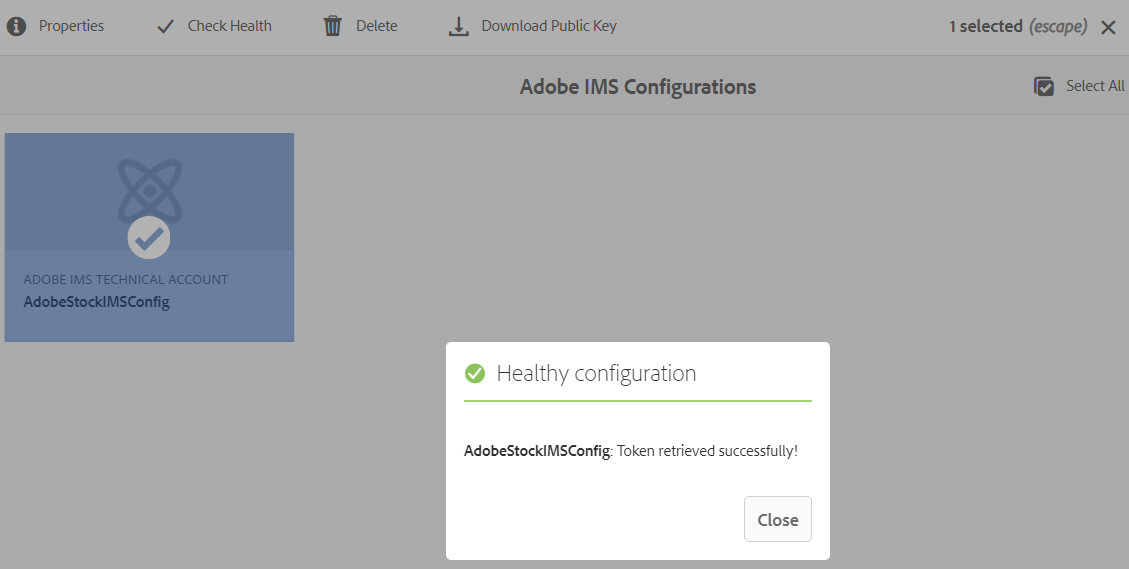 Properties Check Health Delete Download Public Key 1 selected (escape)
Adobe IMS Configurations Select All
ADOBE IMS TECHNICAL ACCOUNT
AdobeStockIMSConfig
Healthy configuration
AdobeStockIMSConfig: Token retrieved successfully!
Close